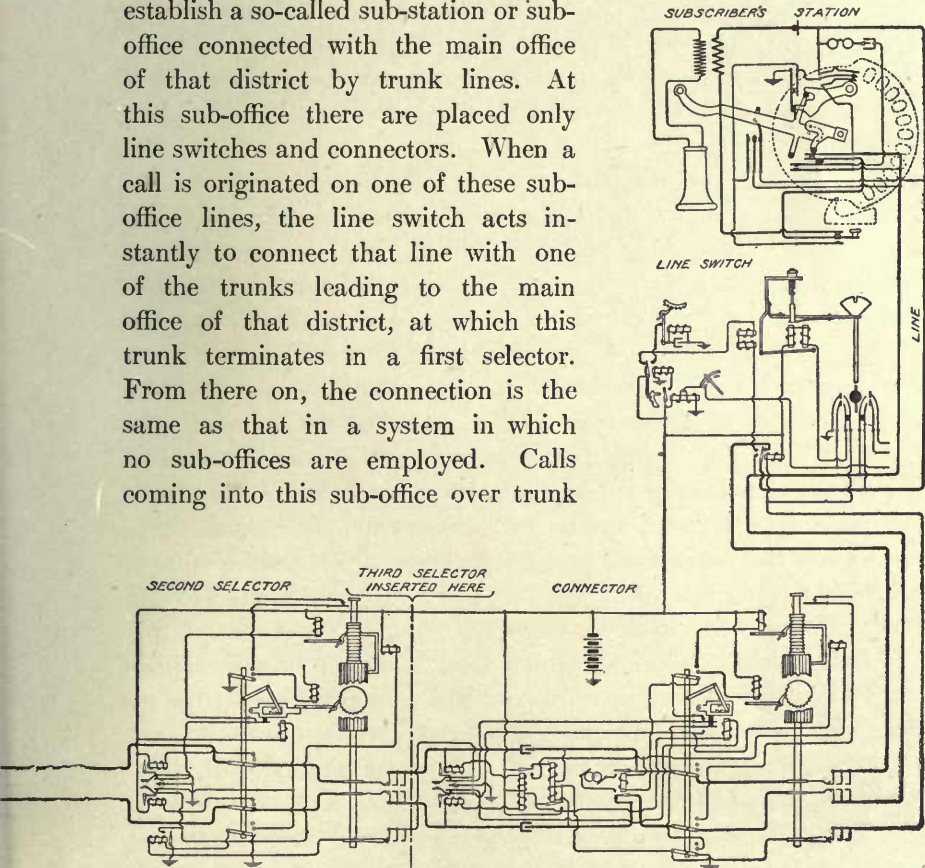 establish a so-called sub-station or sub-
office connected with the main office
of that district by trunk lines. At
this sub-office there are placed only
line switches and connectors. When a
call is originated on one of these sub-
office lines, the line switch acts in-
stantly to connect that line with one
of the trunks leading to the main
office of that district, at which this
trunk terminates in a first selector.
From there on, the connection is the
same as that in a system in which
no sub-offices are employed. Calls
coming into this sub-office over trunk
SUBSCRIBER'S STATION
LINE SWITCH
LINE
SECOND SELECTOR
THIRD SELECTOR
INSERTED HERE
CONNECTOR